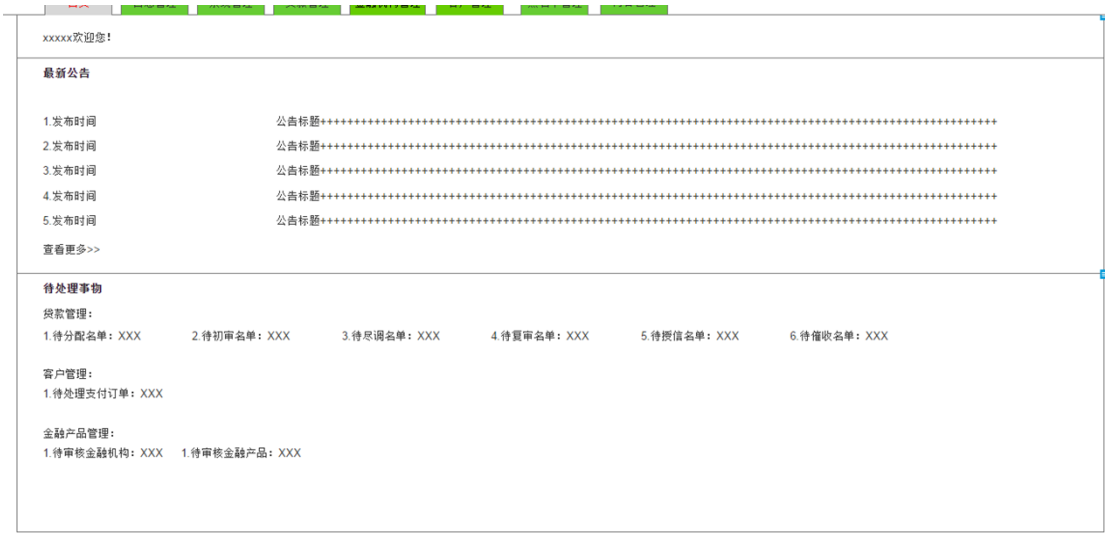 xxxxx欢迎您！
最新公告
1.发布时间 公告标题++++++++++++++++++++++++++++++++++++++++++++++++++++++++++++++++++++++++++++++++++++++++++++++++++++
2.发布时间 公告标题++++++++++++++++++++++++++++++++++++++++++++++++++++++++++++++++++++++++++++++++++++++++++++++++++++
3.发布时间 公告标题++++++++++++++++++++++++++++++++++++++++++++++++++++++++++++++++++++++++++++++++++++++++++++++++++++
4.发布时间 公告标题++++++++++++++++++++++++++++++++++++++++++++++++++++++++++++++++++++++++++++++++++++++++++++++++++++
5.发布时间 公告标题++++++++++++++++++++++++++++++++++++++++++++++++++++++++++++++++++++++++++++++++++++++++++++++++++++
查看更多>>
待处理事物
贷款管理：
1.待分配名单：XXX 2.待初审名单：XXX 3.待尽调名单：XXX 4.待复审名单：XXX 5.待授信名单：XXX 6.待催收名单：XXX
客户管理：
1.待处理支付订单：XXX
金融产品管理：
1.待审核金融机构：XXX 1.待审核金融产品：XXX